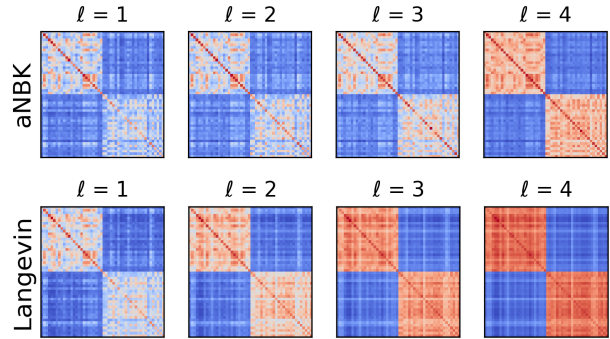 ℓ = 1
ℓ = 2
ℓ = 3
ℓ = 4
aNBK
ℓ = 1
ℓ = 2
ℓ = 3
ℓ = 4
Langevin